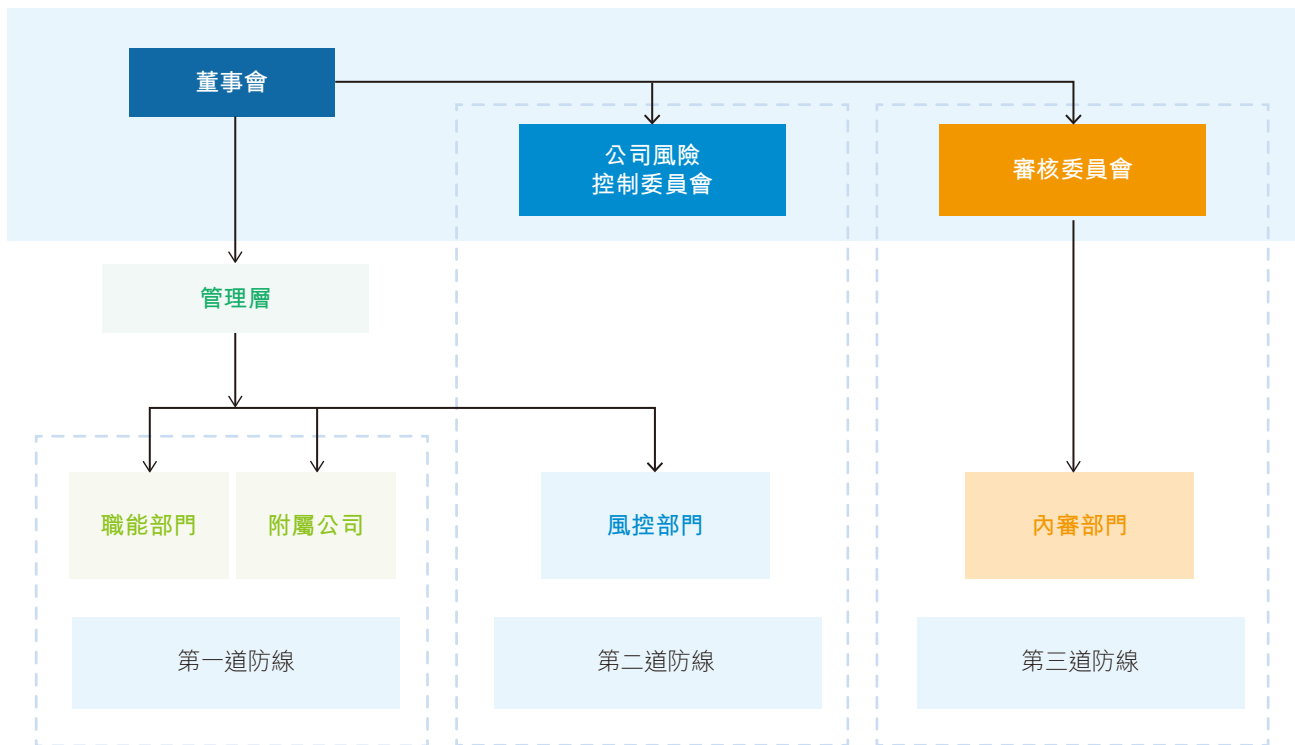 董事會
公司風險
控制委員會
審核委員會
管理層
職能部門
附屬公司
風控部門
內審部門
第一道防線
第二道防線
第三道防線